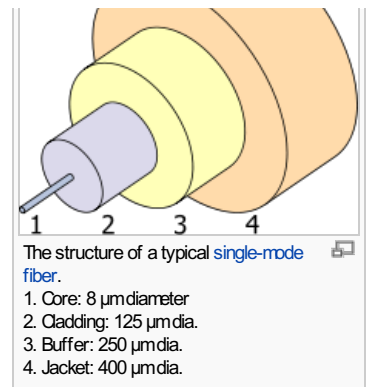 1 2 3 4
The structure of a typical single-mode
fiber.
1. Core: 8 µm diameter
2. Cladding: 125 µm dia.
3. Buffer: 250 µm dia.
4. Jacket: 400 µm dia.